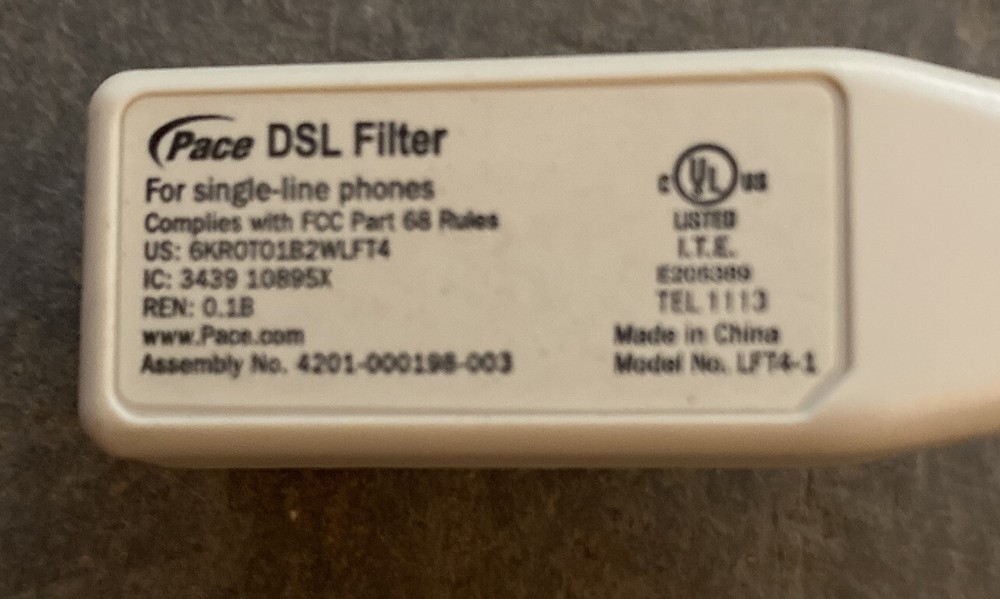 Pace DSL Filter
For single-line phones
Complies with FCC Part 68 Rules
US: 6KROT01B2WLFT4
IC: 3439 10895X
REN: 0.1B
www.Pace.com
Assembly No. 4201-000198-003
C UL US
LISTED
I.T.E.
E206389
TEL 1113
Made in China
Model No. LFT4-1